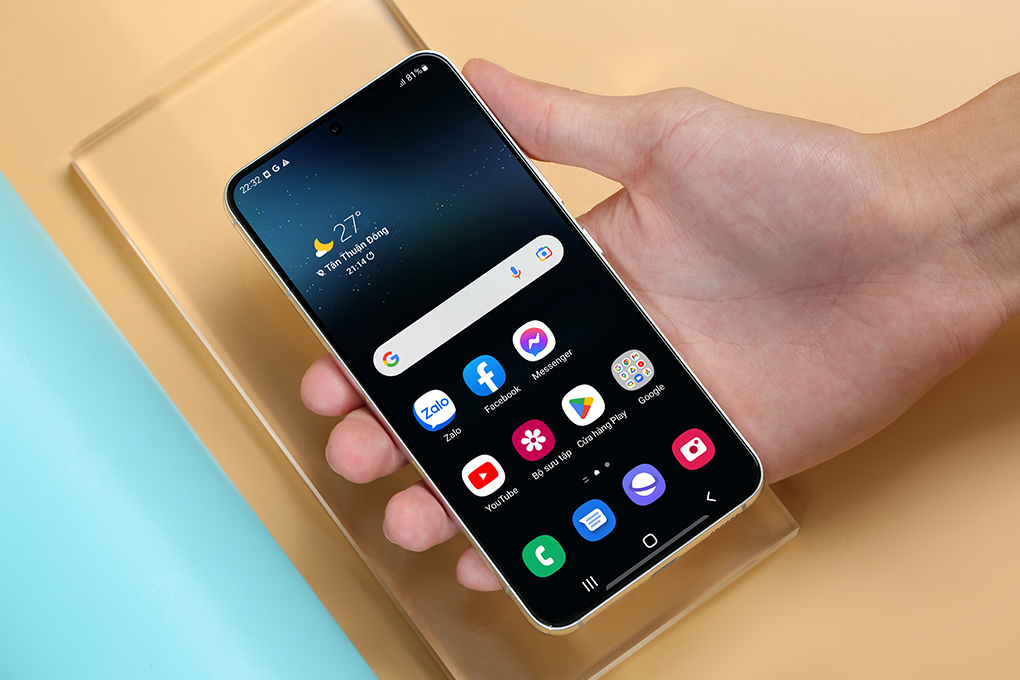 22:32
81%
27°
Tân Thuận Đông
21:14
Zalo
Zalo
Facebook
Messenger
YouTube
Bộ sưu tập
Cửa hàng Play
Google